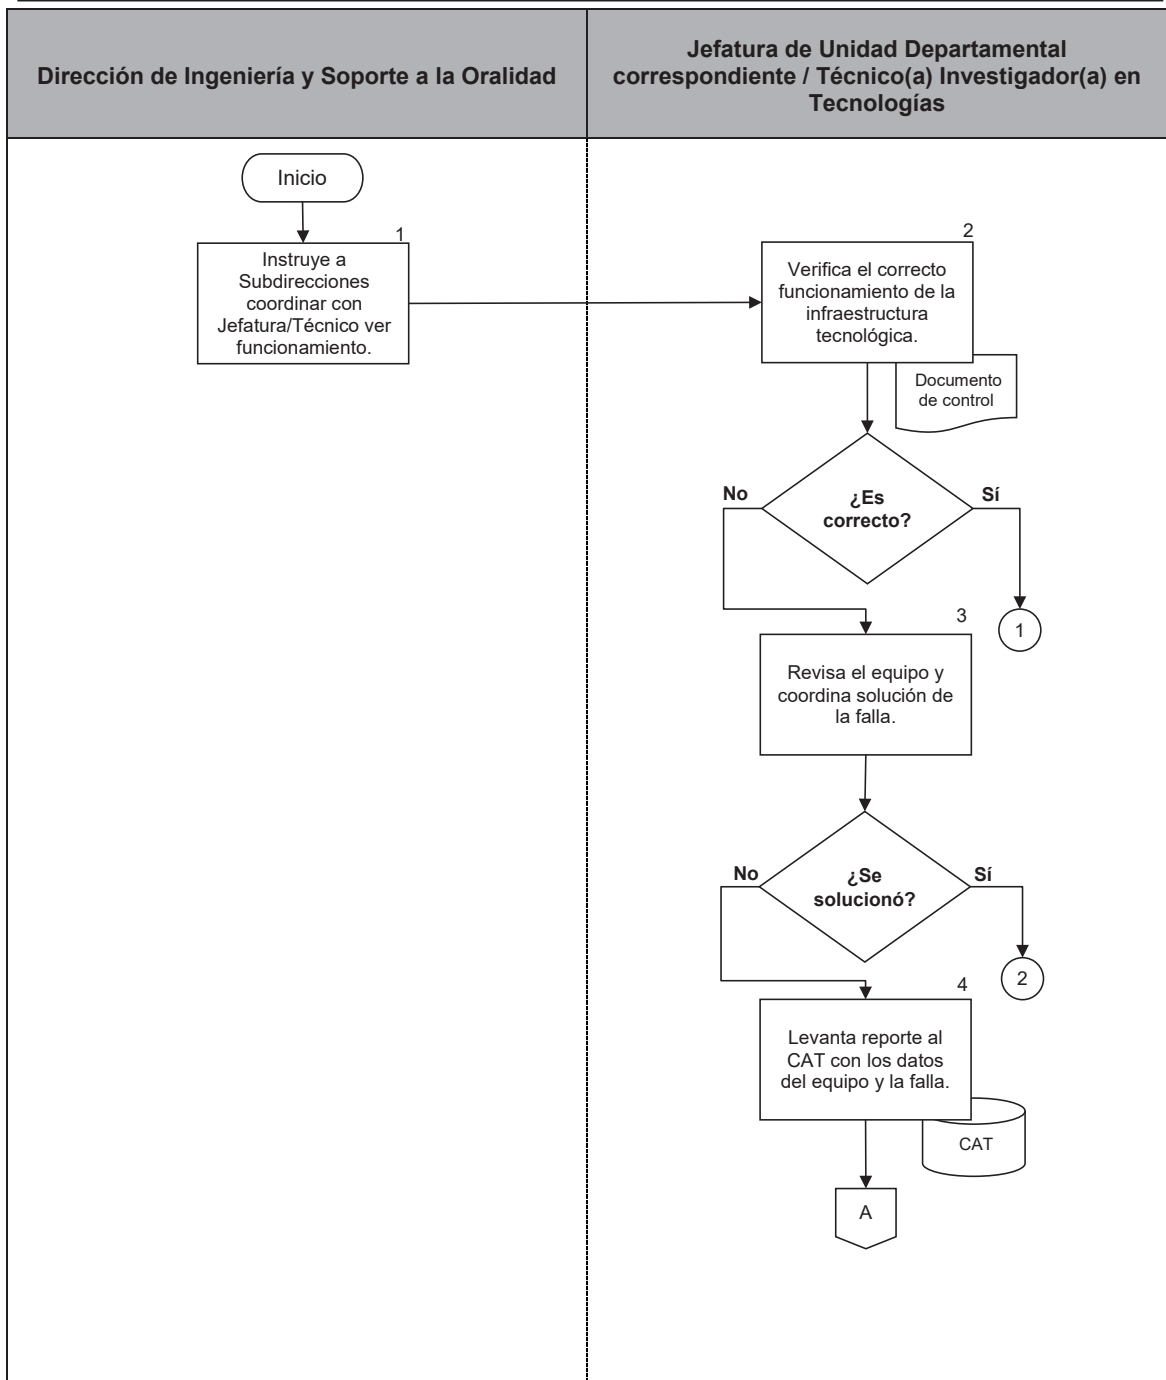 Dirección de Ingeniería y Soporte a la Oralidad
Jefatura de Unidad Departamental
correspondiente / Técnico(a) Investigador(a) en
Tecnologías
Inicio
1
Instruye a
Subdirecciones
coordinar con
Jefatura/Técnico ver
funcionamiento.
2
Verifica el correcto
funcionamiento de la
infraestructura
tecnológica.
Documento
de control
¿Es
correcto?
No
Sí
1
3
Revisa el equipo y
coordina solución de
la falla.
¿Se
solucionó?
No
Sí
2
4
Levanta reporte al
CAT con los datos
del equipo y la falla.
CAT
A